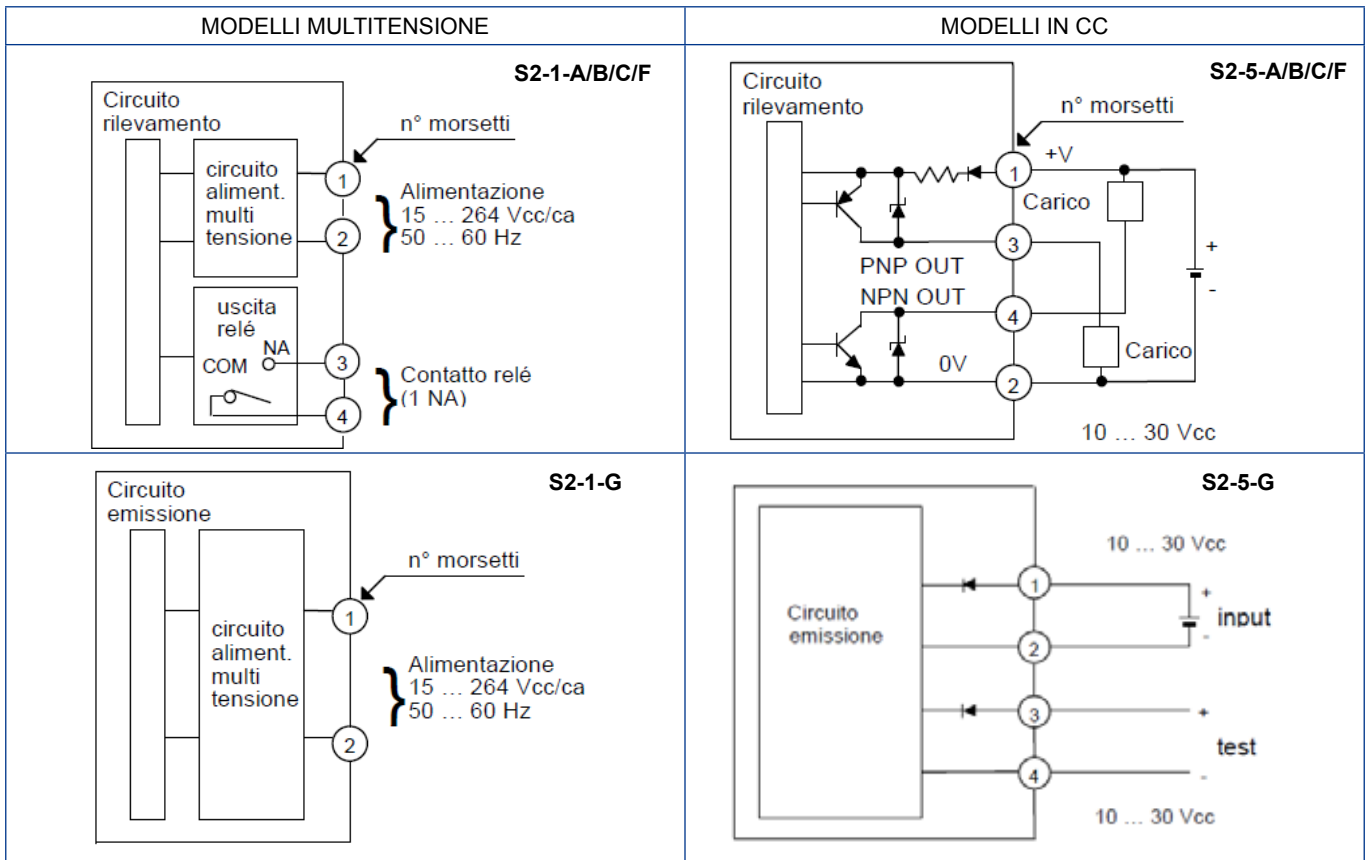 MODELLI MULTITENSIONE
MODELLI IN CC
S2-1-A/B/C/F
Circuito
rilevamento
n° morsetti
circuito
aliment.
multi
tensione
1
2
Alimentazione
15 ... 264 Vcc/ca
50 ... 60 Hz
uscita
relé
NA
COM
3
4
Contatto relé
(1 NA)
S2-5-A/B/C/F
Circuito
rilevamento
n° morsetti
+V
1
Carico
3
PNP OUT
NPN OUT
4
0V
2
Carico
+
-
10 ... 30 Vcc
S2-1-G
Circuito
emissione
n° morsetti
circuito
aliment.
multi
tensione
1
2
Alimentazione
15 ... 264 Vcc/ca
50 ... 60 Hz
S2-5-G
10 ... 30 Vcc
Circuito
emissione
1
+
input
2
-
3
+
test
4
-
10 ... 30 Vcc